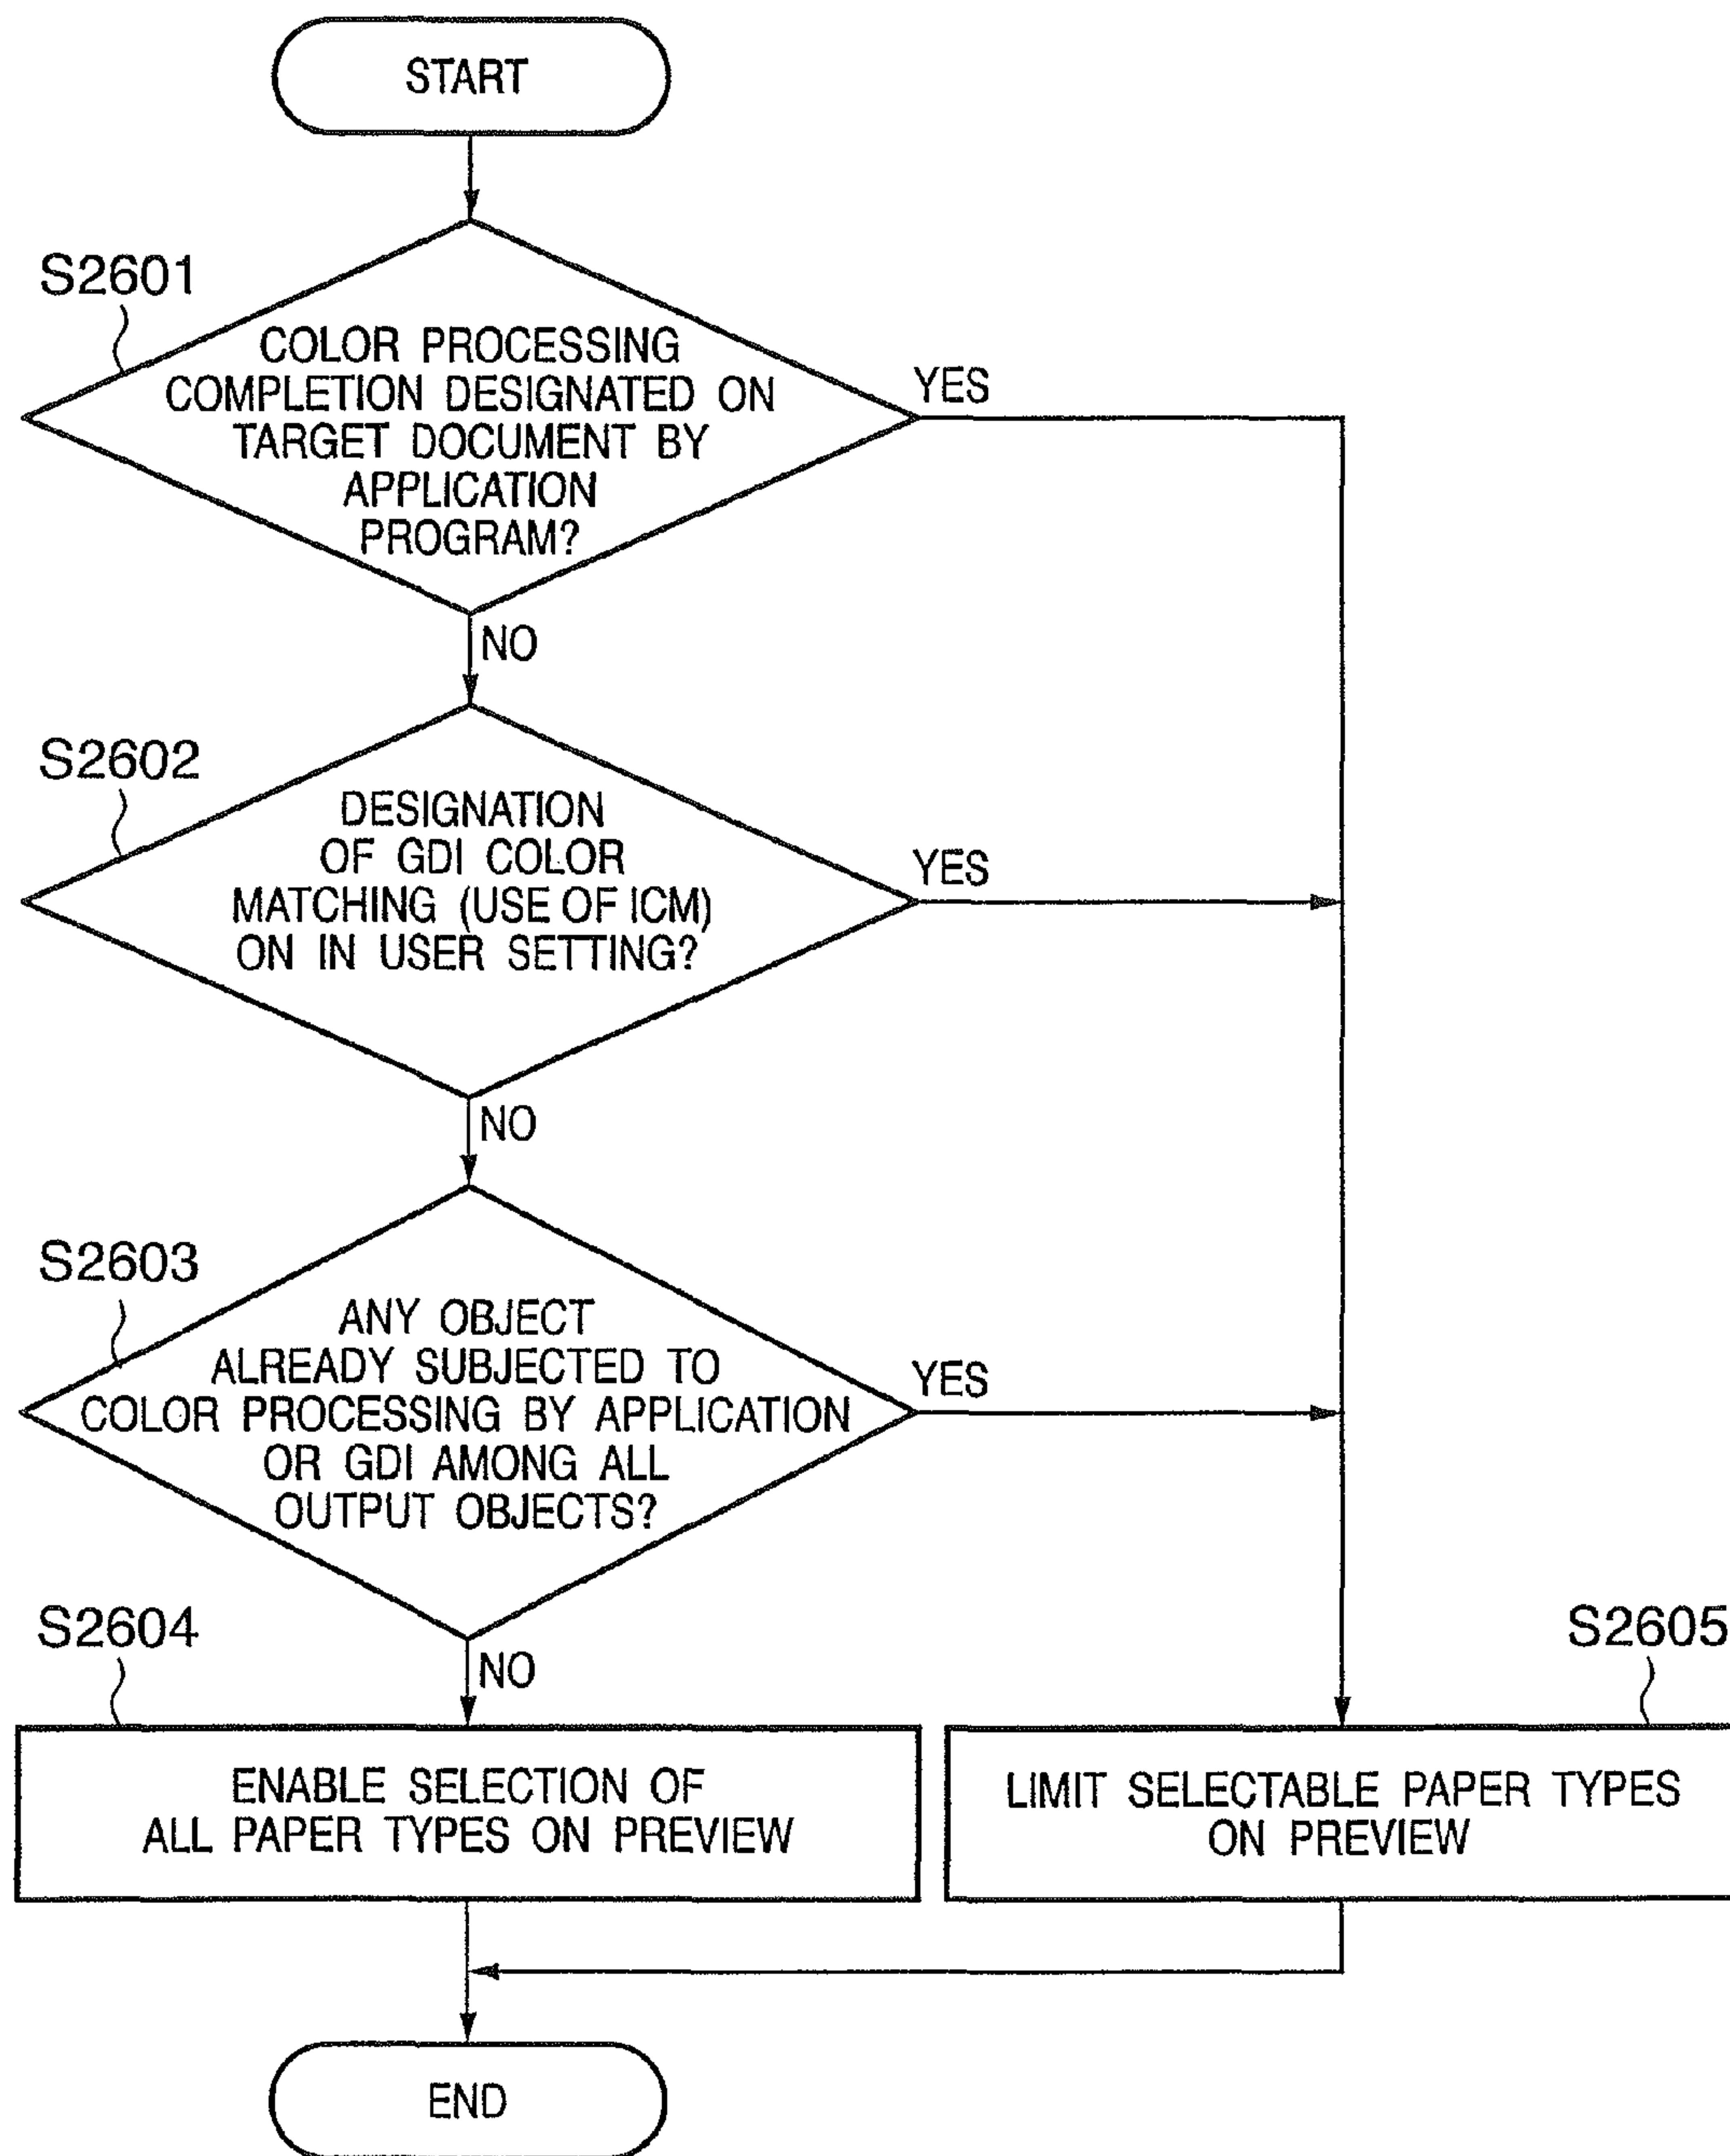 START
S2601
COLOR PROCESSING
COMPLETION DESIGNATED ON
TARGET DOCUMENT BY
APPLICATION
PROGRAM?
YES
NO
S2602
DESIGNATION
OF GDI COLOR
MATCHING (USE OF ICM)
ON IN USER SETTING?
YES
NO
S2603
ANY OBJECT
ALREADY SUBJECTED TO
COLOR PROCESSING BY APPLICATION
OR GDI AMONG ALL
OUTPUT OBJECTS?
YES
NO
S2604
ENABLE SELECTION OF
ALL PAPER TYPES ON PREVIEW
S2605
LIMIT SELECTABLE PAPER TYPES
ON PREVIEW
END